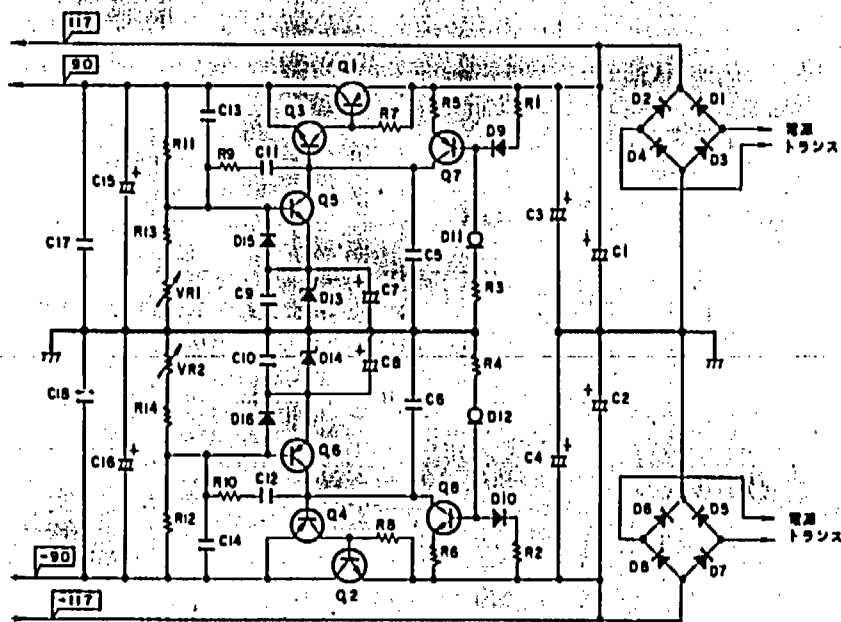 117
90
Q1
Q3
R7
R5
R1
D9
Q7
C13
R11
R9
C11
C15
Q5
R13
D15
C17
VR1
C9
D13
C7
C5
D11
R3
C3
C1
D2
D1
D4
D3
電源
トランス
VR2
C10
D14
C8
R4
C18
R14
D16
C6
D12
C2
C16
Q6
R10
C12
Q4
R8
Q8
D10
C4
R12
C14
R6
R2
Q2
D6
D5
D8
D7
電源
トランス
-90
-117